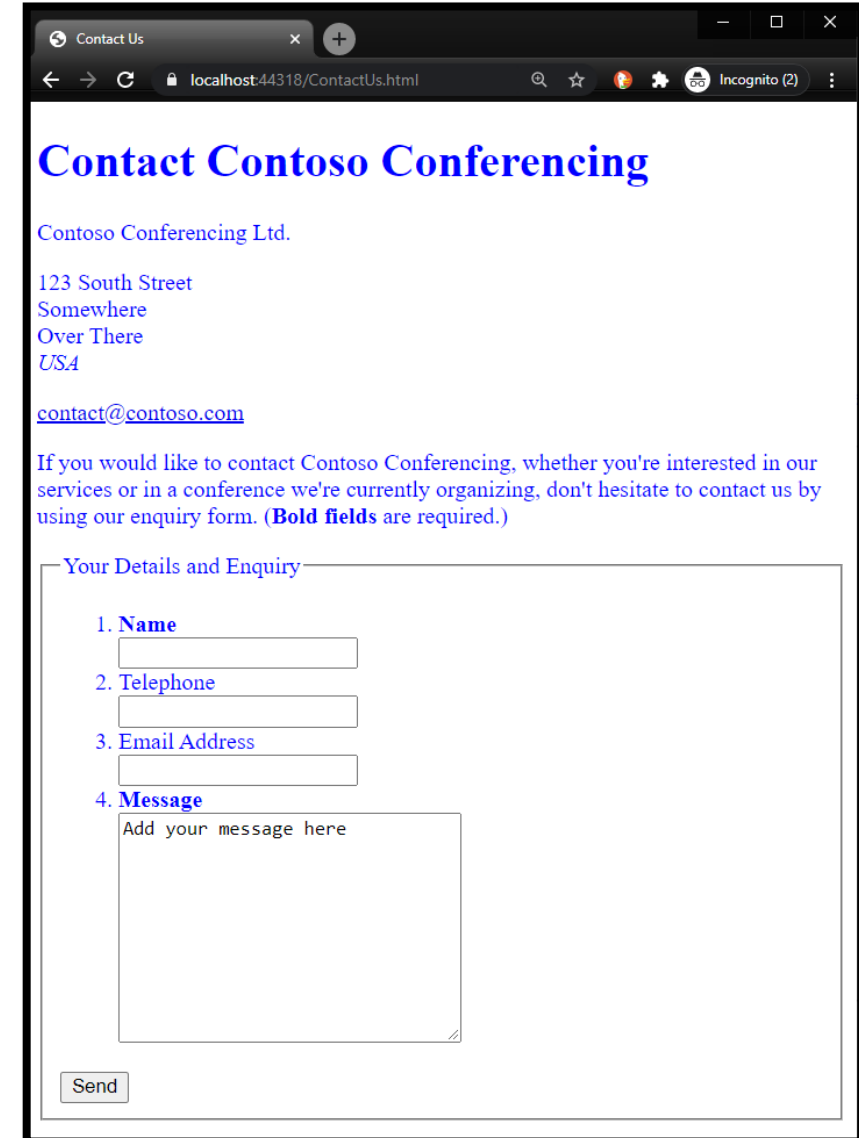 Contact Us
localhost:44318/ContactUs.html
Incognito (2)
Contact Contoso Conferencing
Contoso Conferencing Ltd.
123 South Street
Somewhere
Over There
USA
contact@contoso.com
If you would like to contact Contoso Conferencing, whether you're interested in our
services or in a conference we're currently organizing, don't hesitate to contact us by
using our enquiry form. (Bold fields are required.)
Your Details and Enquiry
1. Name
2. Telephone
3. Email Address
4. Message
Add your message here
Send